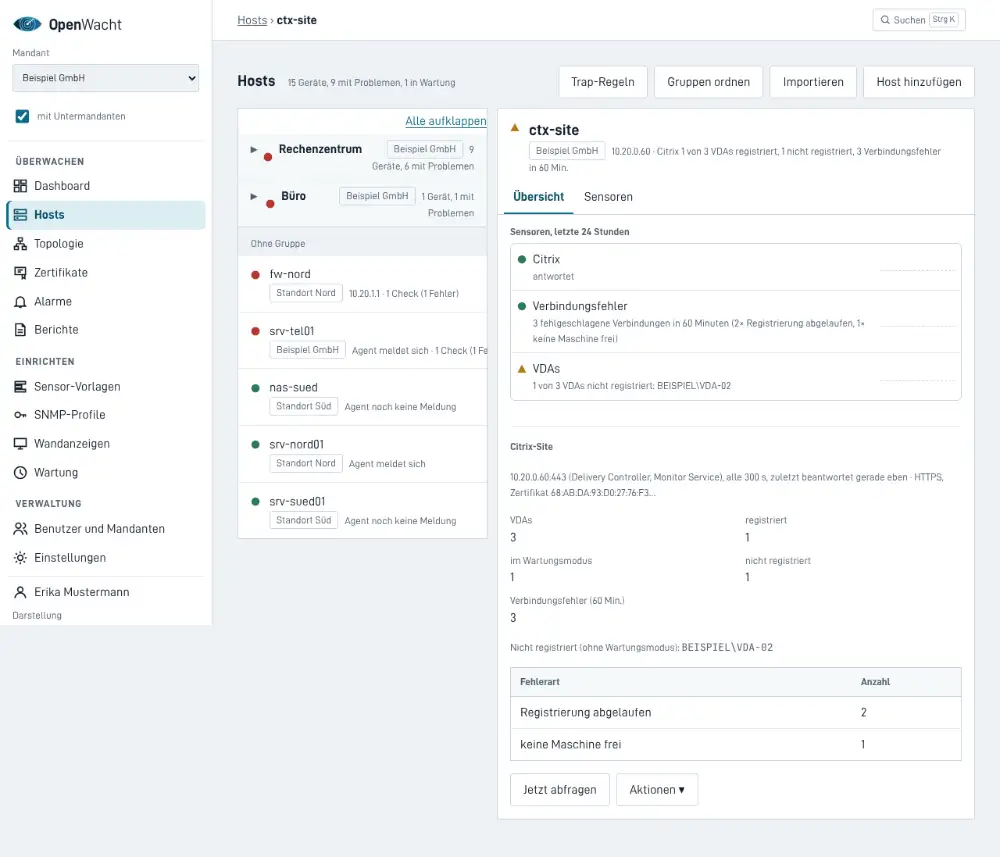 OpenWacht
Mandant
Beispiel GmbH
mit Untermandanten
ÜBERWACHEN
Dashboard
Hosts
Topologie
Zertifikate
Alarme
Berichte
EINRICHTEN
Sensor-Vorlagen
SNMP-Profile
Wandanzeigen
Wartung
VERWALTUNG
Benutzer und Mandanten
Einstellungen
Erika Mustermann
Darstellung
Hosts › ctx-site
Suchen Strg K
Hosts 15 Geräte, 9 mit Problemen, 1 in Wartung
Trap-Regeln Gruppen ordnen Importieren Host hinzufügen
Alle aufklappen
▶ Rechenzentrum Beispiel GmbH 9
Geräte, 6 mit Problemen
▶ Büro Beispiel GmbH 1 Gerät, 1 mit
Problemen
Ohne Gruppe
fw-nord
Standort Nord 10.20.1.1 · 1 Check (1 Fehler)
srv-tel01
Beispiel GmbH Agent meldet sich · 1 Check (1 Fe
nas-sued
Standort Süd Agent noch keine Meldung
srv-nord01
Standort Nord Agent meldet sich
srv-sued01
Standort Süd Agent noch keine Meldung
ctx-site
Beispiel GmbH 10.20.0.60 · Citrix 1 von 3 VDAs registriert, 1 nicht registriert, 3 Verbindungsfehler
in 60 Min.
Übersicht Sensoren
Sensoren, letzte 24 Stunden
Citrix
antwortet
Verbindungsfehler
3 fehlgeschlagene Verbindungen in 60 Minuten (2× Registrierung abgelaufen, 1×
keine Maschine frei)
VDAs
1 von 3 VDAs nicht registriert: BEISPIEL\VDA-02
Citrix-Site
10.20.0.60:443 (Delivery Controller, Monitor Service), alle 300 s, zuletzt beantwortet gerade eben · HTTPS,
Zertifikat 68:AB:DA:93:D0:27:76:F3…
VDAs registriert
3 1
im Wartungsmodus nicht registriert
1 1
Verbindungsfehler (60 Min.)
3
Nicht registriert (ohne Wartungsmodus): BEISPIEL\VDA-02
Fehlerart Anzahl
Registrierung abgelaufen 2
keine Maschine frei 1
Jetzt abfragen Aktionen ▾